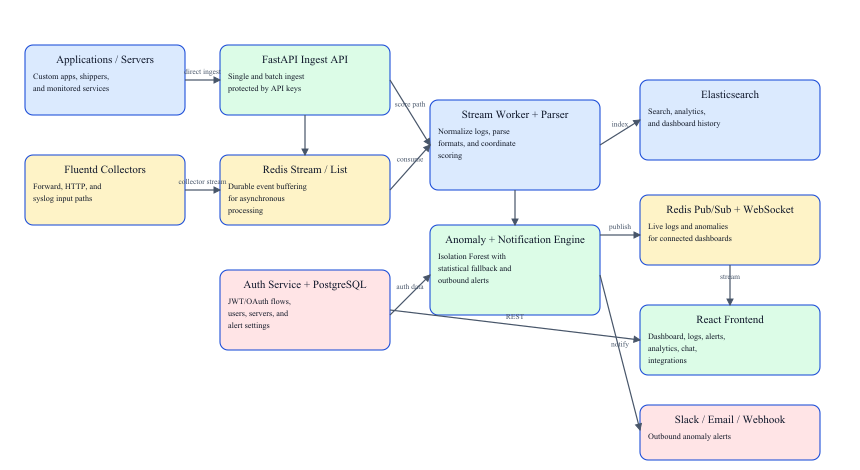 Applications / Servers
Custom apps, shippers,
and monitored services
direct ingest
FastAPI Ingest API
Single and batch ingest
protected by API keys
Fluentd Collectors
Forward, HTTP, and
syslog input paths
collector stream
Redis Stream / List
Durable event buffering
for asynchronous
processing
score path
consume
Stream Worker + Parser
Normalize logs, parse
formats, and coordinate
scoring
index
Elasticsearch
Search, analytics,
and dashboard history
Auth Service + PostgreSQL
JWT/OAuth flows,
users, servers, and
alert settings
auth data
REST
Anomaly + Notification Engine
Isolation Forest with
statistical fallback and
outbound alerts
publish
Redis Pub/Sub + WebSocket
Live logs and anomalies
for connected dashboards
stream
notify
React Frontend
Dashboard, logs, alerts,
analytics, chat,
integrations
Slack / Email / Webhook
Outbound anomaly alerts